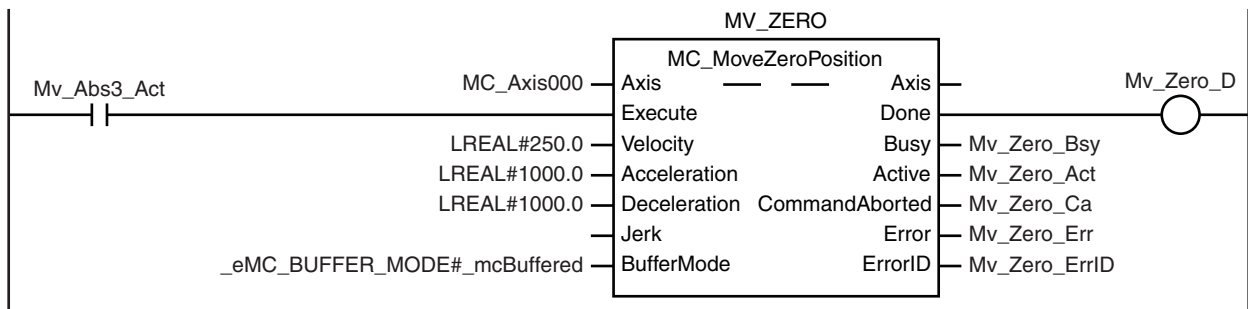 MV_ZERO
MC_MoveZeroPosition
Mv_Abs3_Act
MC_Axis000 Axis Axis Mv_Zero_D
Execute Done
LREAL#250.0 Velocity Busy Mv_Zero_Bsy
LREAL#1000.0 Acceleration Active Mv_Zero_Act
LREAL#1000.0 Deceleration CommandAborted Mv_Zero_Ca
Jerk Error Mv_Zero_Err
_eMC_BUFFER_MODE#_mcBuffered BufferMode ErrorID Mv_Zero_ErrID